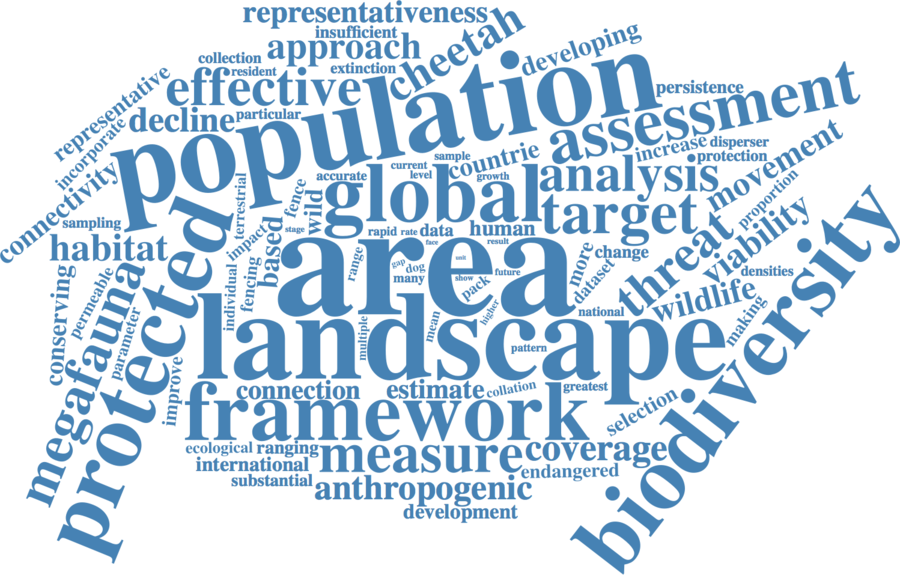 representativeness
insufficient
approach
cheetah
developing
collection
resident
extinction
effective
persistence
representative
incorporate
decline
particular
population
assessment
connectivity
sample
countrie
increase
disperser
protection
current
level
growth
accurate
analysis
movement
terrestrial
fence
wild
global
target
proportion
sampling
stage
rapid
rate
data
human
habitat
protected
impact
based
face
result
area
more
change
threat
viability
biodiversity
range
gap
dog
many
unit
show
future
pack
dataset
densities
conserving
permeable
megafauna
individual
fencing
higher
national
wildlife
making
landscape
parameter
multiple
mean
pattern
improve
connection
estimate
collation
greatest
selection
framework
ecological
ranging
measure
coverage
international
endangered
substantial
anthropogenic
development